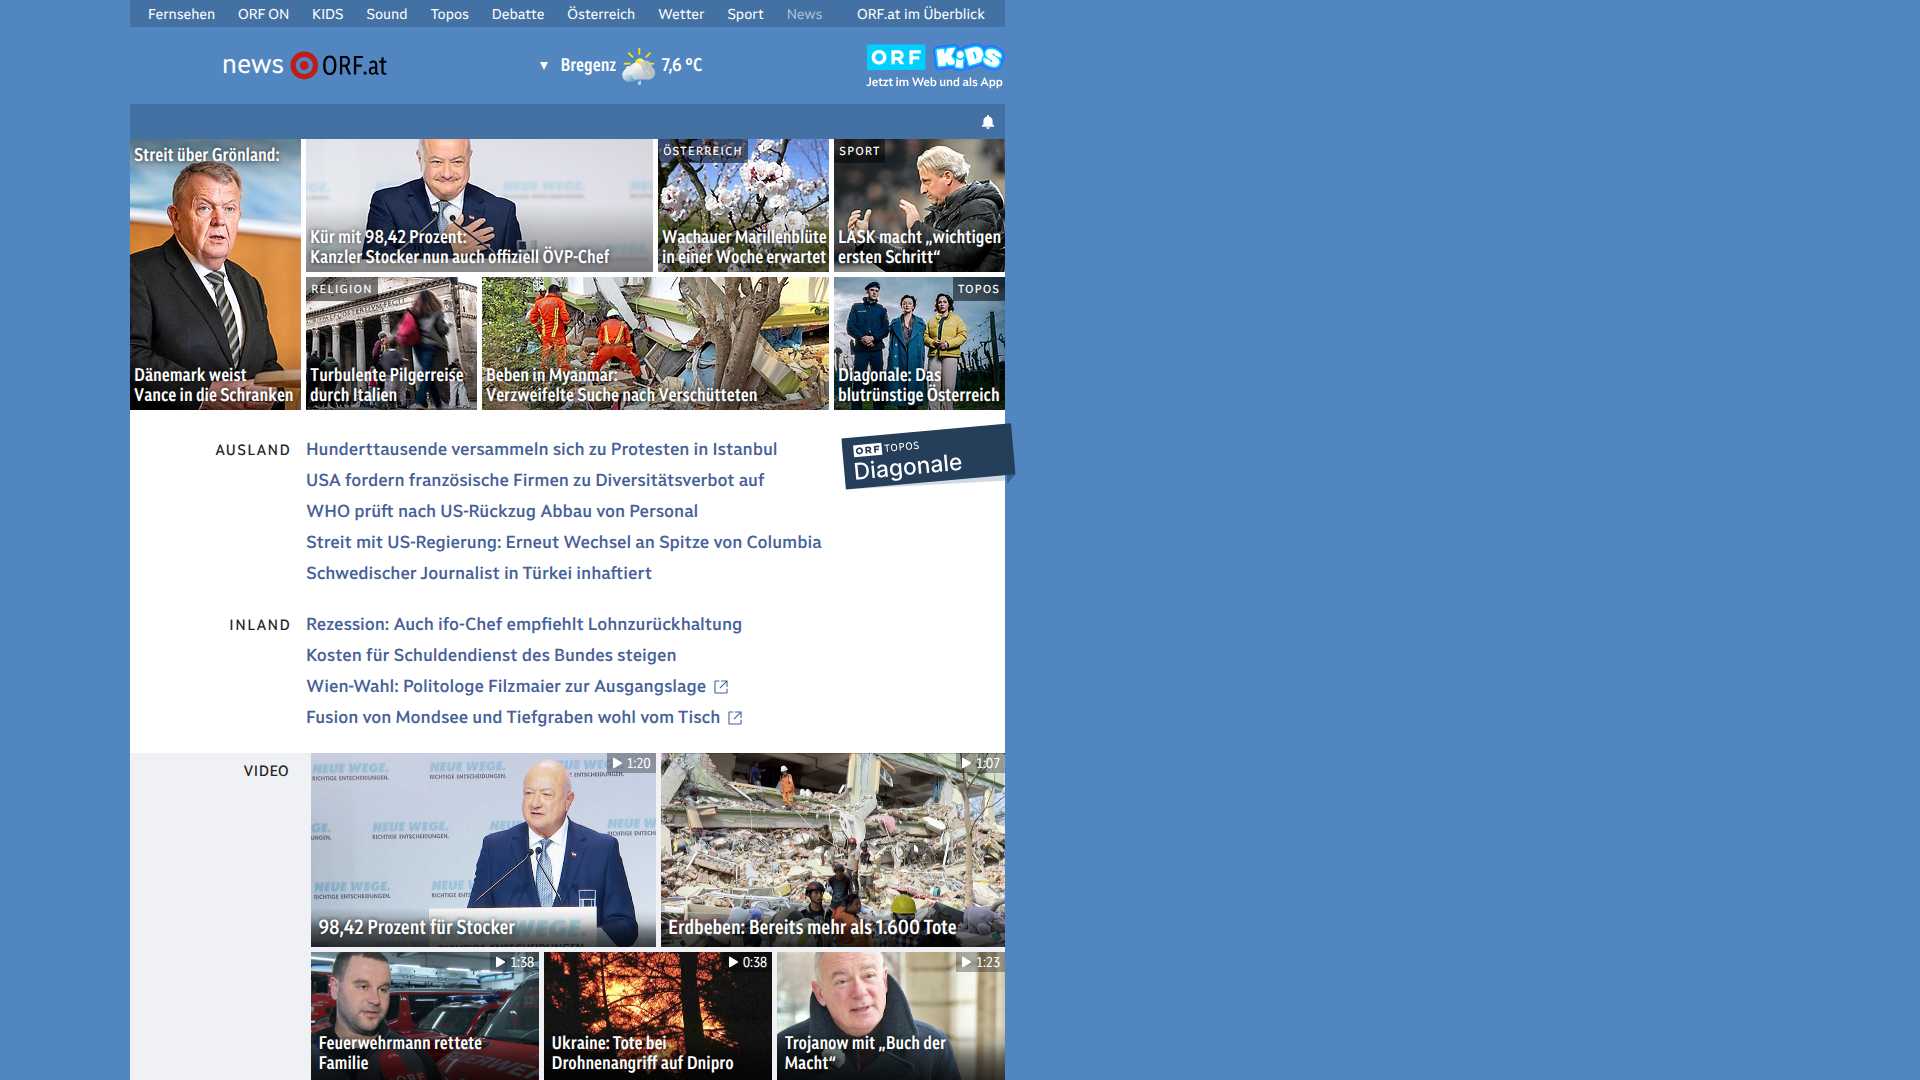 Fernsehen ORF ON KIDS Sound Topos Debatte Österreich Wetter Sport News ORF.at im Überblick
news ORF.at
Bregenz 7,6 °C
ORF KiDS
Jetzt im Web und als App
Streit über Grönland:
Dänemark weist
Vance in die Schranken
NEUE WEGE.
Kür mit 98,42 Prozent:
Kanzler Stocker nun auch offiziell ÖVP-Chef
ÖSTERREICH
Wachauer Marillenblüte
in einer Woche erwartet
SPORT
LASK macht „wichtigen
ersten Schritt“
RELIGION
Turbulente Pilgerreise
durch Italien
Beben in Myanmar:
Verzweifelte Suche nach Verschütteten
TOPOS
Diagonale: Das
blutrünstige Österreich
AUSLAND
Hunderttausende versammeln sich zu Protesten in Istanbul
USA fordern französische Firmen zu Diversitätsverbot auf
WHO prüft nach US-Rückzug Abbau von Personal
Streit mit US-Regierung: Erneut Wechsel an Spitze von Columbia
Schwedischer Journalist in Türkei inhaftiert
ORF TOPOS
Diagonale
INLAND
Rezession: Auch ifo-Chef empfiehlt Lohnzurückhaltung
Kosten für Schuldendienst des Bundes steigen
Wien-Wahl: Politologe Filzmaier zur Ausgangslage
Fusion von Mondsee und Tiefgraben wohl vom Tisch
VIDEO
1:20
NEUE WEGE.
RICHTIGE ENTSCHEIDUNGEN.
98,42 Prozent für Stocker
1:07
Erdbeben: Bereits mehr als 1.600 Tote
1:38
Feuerwehrmann rettete
Familie
ORF
0:38
Ukraine: Tote bei
Drohnenangriff auf Dnipro
1:23
Trojanow mit „Buch der
Macht“